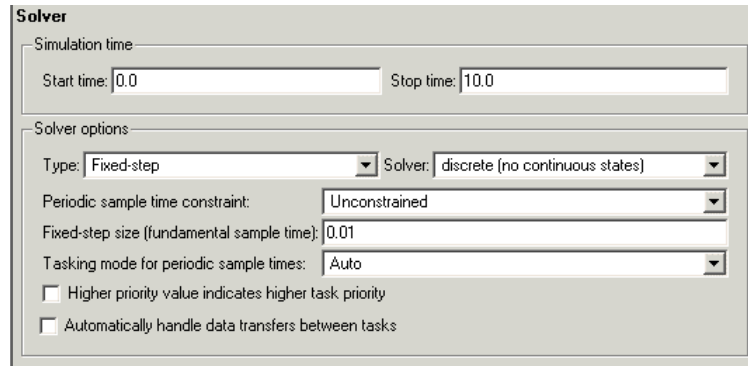 Solver
Simulation time
Start time: 0.0 Stop time: 10.0
Solver options
Type: Fixed-step Solver: discrete (no continuous states)
Periodic sample time constraint: Unconstrained
Fixed-step size (fundamental sample time): 0.01
Tasking mode for periodic sample times: Auto
Higher priority value indicates higher task priority
Automatically handle data transfers between tasks